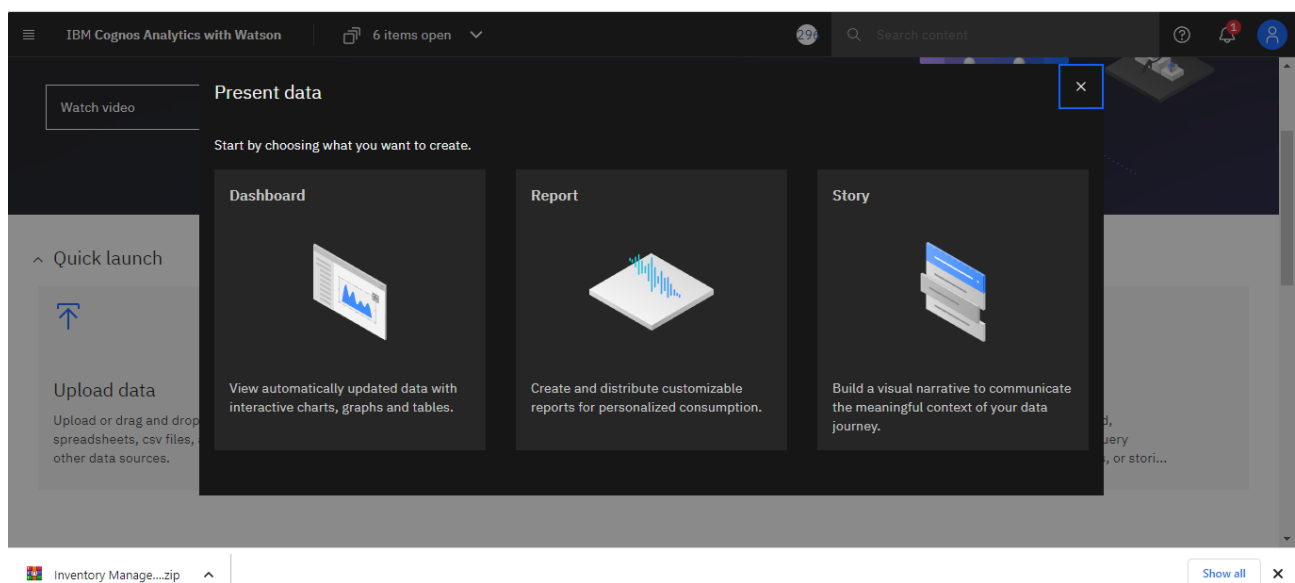 IBM Cognos Analytics with Watson
6 items open
296
Search content
1
Watch video
Present data
Start by choosing what you want to create.
Dashboard
View automatically updated data with
interactive charts, graphs and tables.
Report
Create and distribute customizable
reports for personalized consumption.
Story
Build a visual narrative to communicate
the meaningful context of your data
journey.
Quick launch
Upload data
Upload or drag and drop
spreadsheets, csv files,
other data sources.
, or stori...
Inventory Manage....zip
Show all